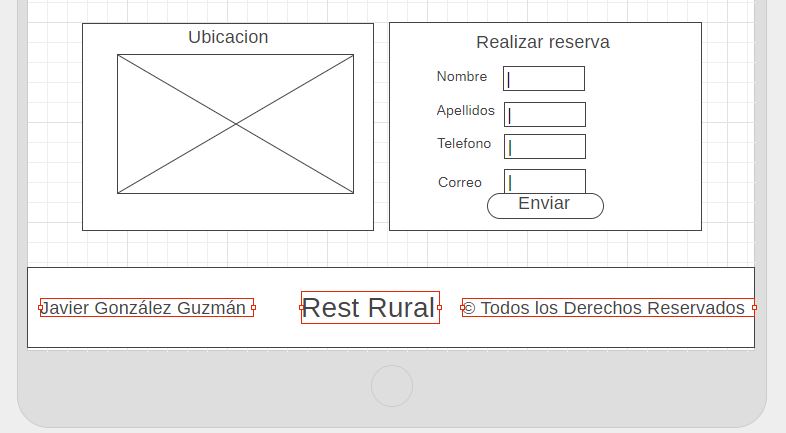 Ubicacion
Realizar reserva
Nombre
Apellidos
Telefono
Correo
Enviar
Javier González Guzmán
Rest Rural
© Todos los Derechos Reservados